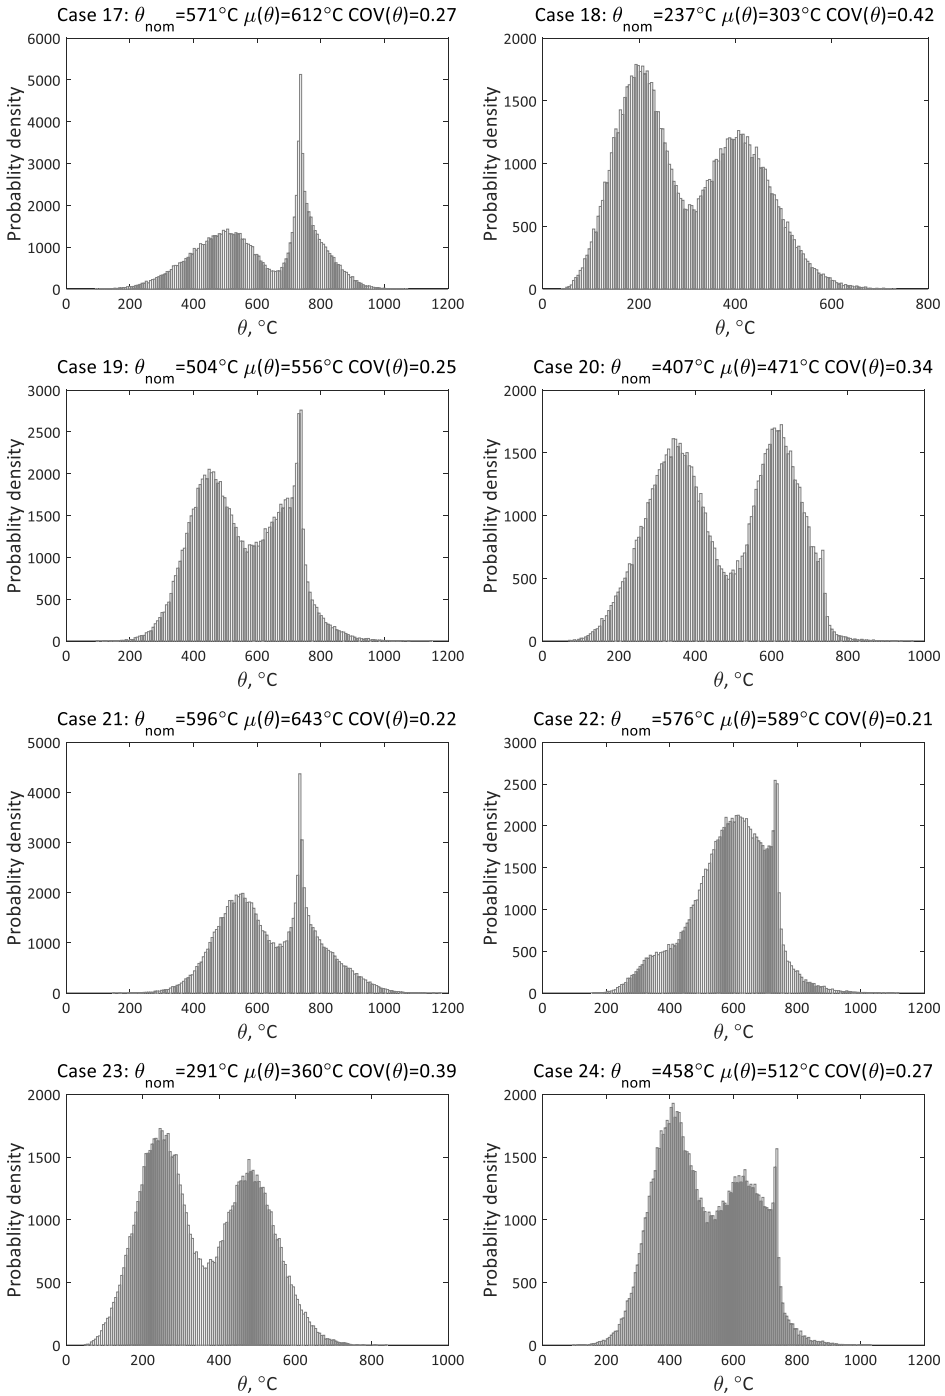 Case 17: θnom=571°C μ(θ)=612°C COV(θ)=0.27
6000
5000
4000
3000
2000
1000
0
Probablity density
0 200 400 600 800 1000 1200
θ, °C
Case 18: θnom=237°C μ(θ)=303°C COV(θ)=0.42
2000
1500
1000
500
0
Probablity density
0 200 400 600 800
θ, °C
Case 19: θnom=504°C μ(θ)=556°C COV(θ)=0.25
3000
2500
2000
1500
1000
500
0
Probablity density
0 200 400 600 800 1000 1200
θ, °C
Case 20: θnom=407°C μ(θ)=471°C COV(θ)=0.34
2000
1500
1000
500
0
Probablity density
0 200 400 600 800 1000
θ, °C
Case 21: θnom=596°C μ(θ)=643°C COV(θ)=0.22
5000
4000
3000
2000
1000
0
Probablity density
0 200 400 600 800 1000 1200
θ, °C
Case 22: θnom=576°C μ(θ)=589°C COV(θ)=0.21
3000
2500
2000
1500
1000
500
0
Probablity density
0 200 400 600 800 1000 1200
θ, °C
Case 23: θnom=291°C μ(θ)=360°C COV(θ)=0.39
2000
1500
1000
500
0
Probablity density
0 200 400 600 800 1000
θ, °C
Case 24: θnom=458°C μ(θ)=512°C COV(θ)=0.27
2000
1500
1000
500
0
Probablity density
0 200 400 600 800 1000 1200
θ, °C